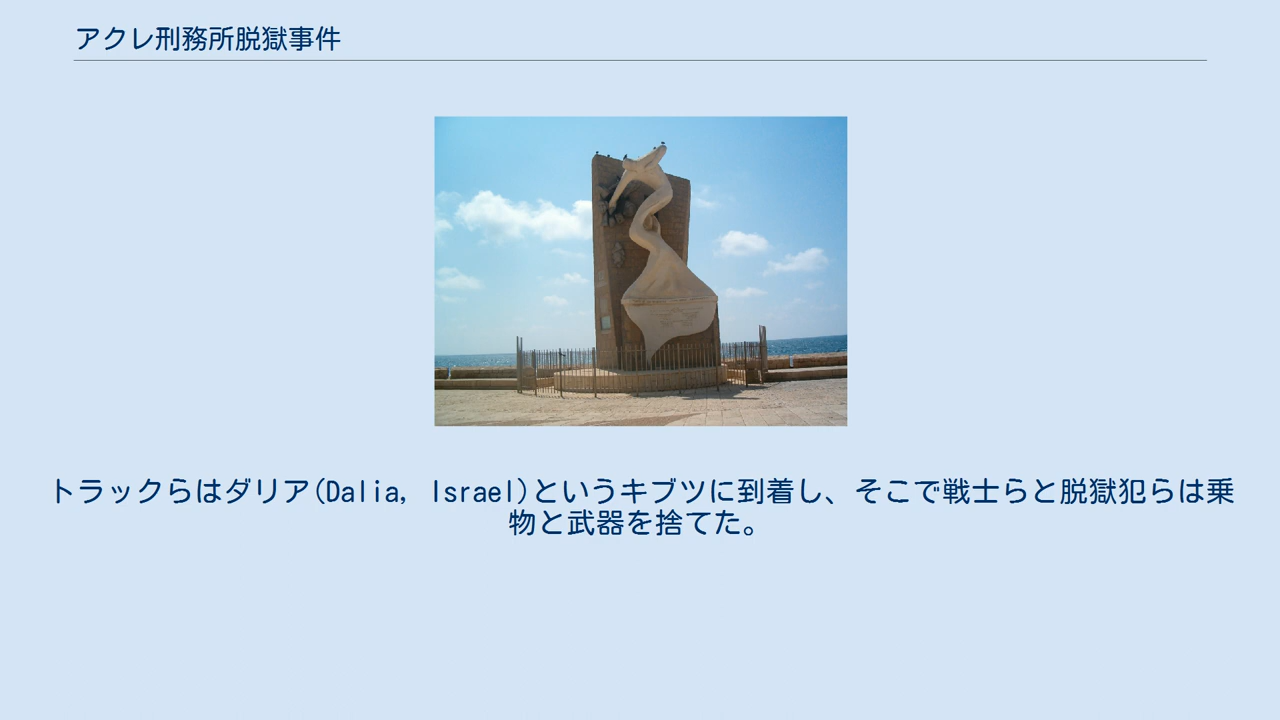 アクレ刑務所脱獄事件
トラックらはダリア(Dalia, Israel)というキブツに到着し、そこで戦士らと脱獄犯らは乗
物と武器を捨てた。